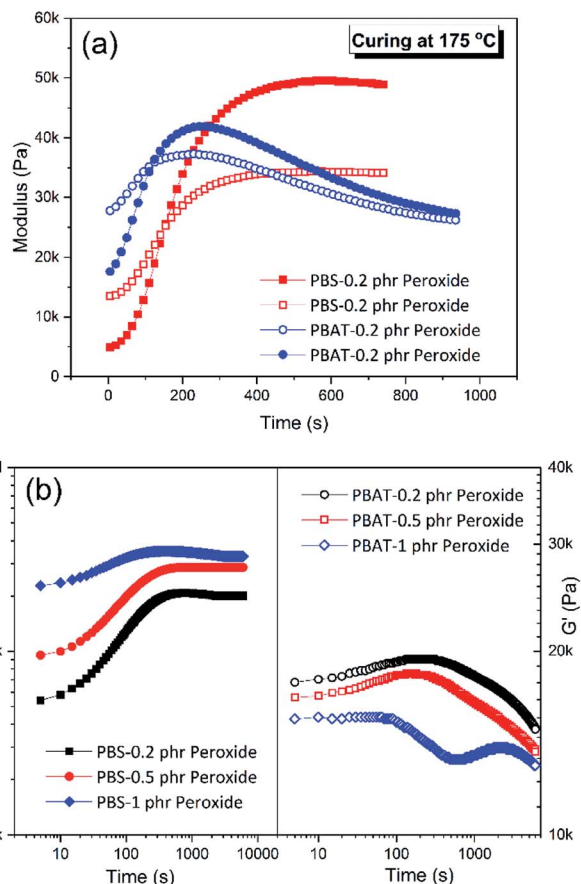 (a)
Curing at 175 °C
60k
50k
40k
30k
20k
10k
0
Modulus (Pa)
PBS-0.2 phr Peroxide
PBS-0.2 phr Peroxide
PBAT-0.2 phr Peroxide
PBAT-0.2 phr Peroxide
0 200 400 600 800 1000
Time (s)
(b)
PBS-0.2 phr Peroxide
PBS-0.5 phr Peroxide
PBS-1 phr Peroxide
10 100 1000 10000
Time (s)
PBAT-0.2 phr Peroxide
PBAT-0.5 phr Peroxide
PBAT-1 phr Peroxide
40k
30k
20k
10k
G' (Pa)
10 100 1000
Time (s)